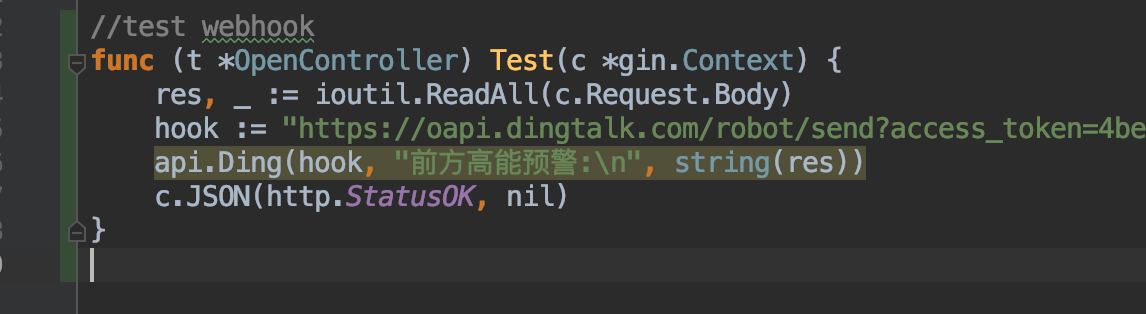 //test webhook
func (t *OpenController) Test(c *gin.Context) {
res, _ := ioutil.ReadAll(c.Request.Body)
hook := "https://oapi.dingtalk.com/robot/send?access_token=4be
api.Ding(hook, "前方高能预警:\n", string(res))
c.JSON(http.StatusOK, nil)
}